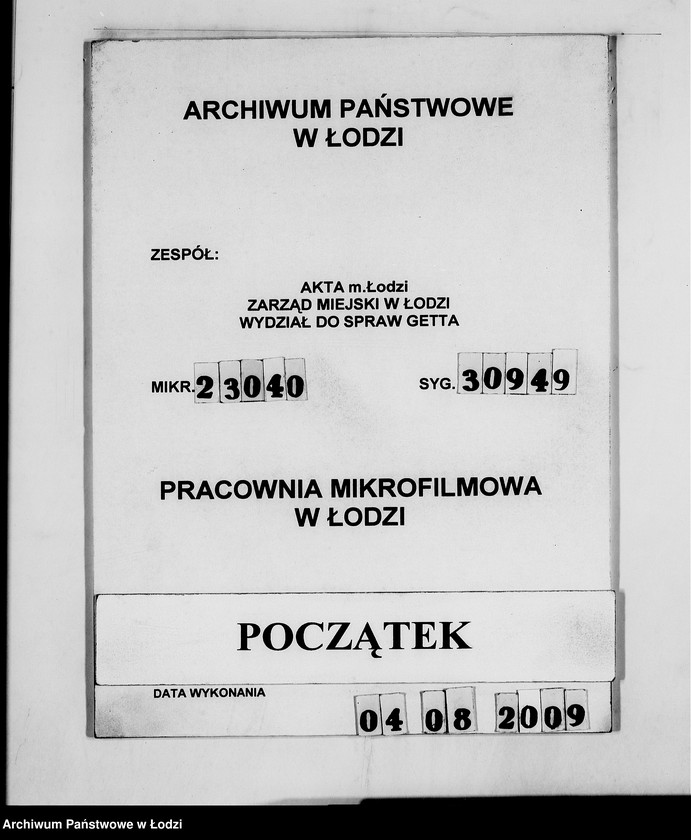 ARCHIWUM PAŃSTWOWE
W ŁODZI
ZESPÓŁ:
AKTA m.Łodzi
ZARZĄD MIEJSKI W ŁODZI
WYDZIAŁ DO SPRAW GETTA
MIKR. 23040 SYG. 30949
PRACOWNIA MIKROFILMOWA
W ŁODZI
POCZĄTEK
DATA WYKONANIA
04 08 2009
Archiwum Państwowe w Łodzi